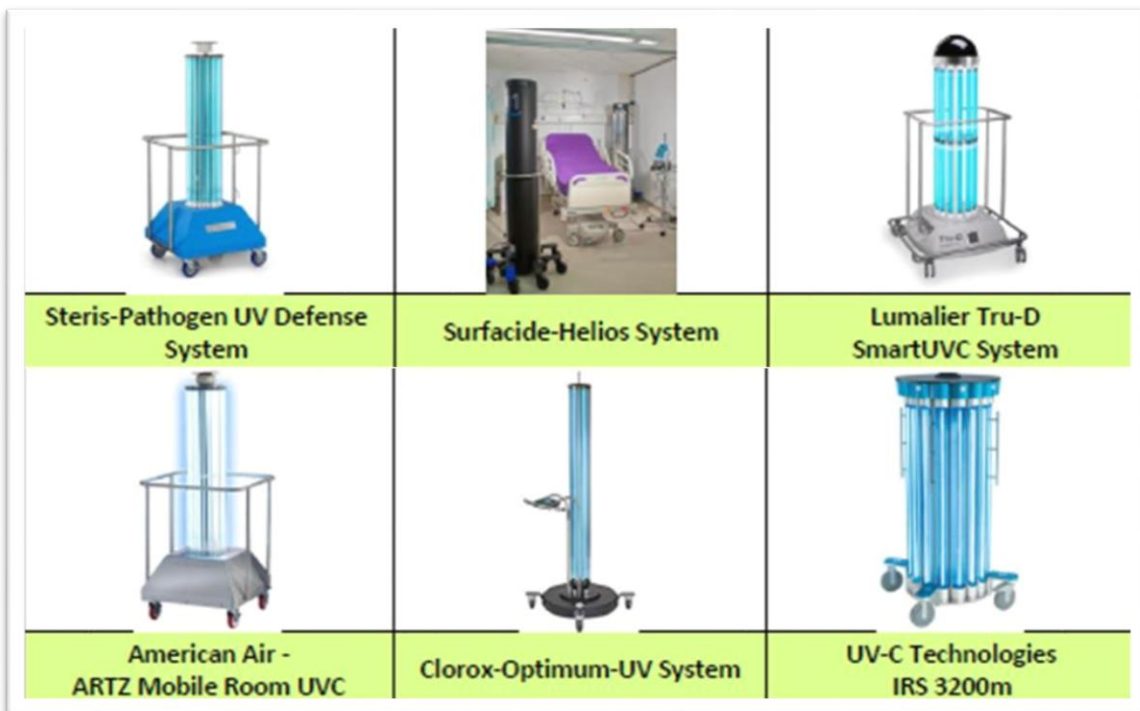 Tru-D
Steris-Pathogen UV Defense
System
Surfacide-Helios System
Lumalier Tru-D
SmartUVC System
American Air -
ARTZ Mobile Room UVC
Clorox-Optimum-UV System
UV-C Technologies
IRS 3200m